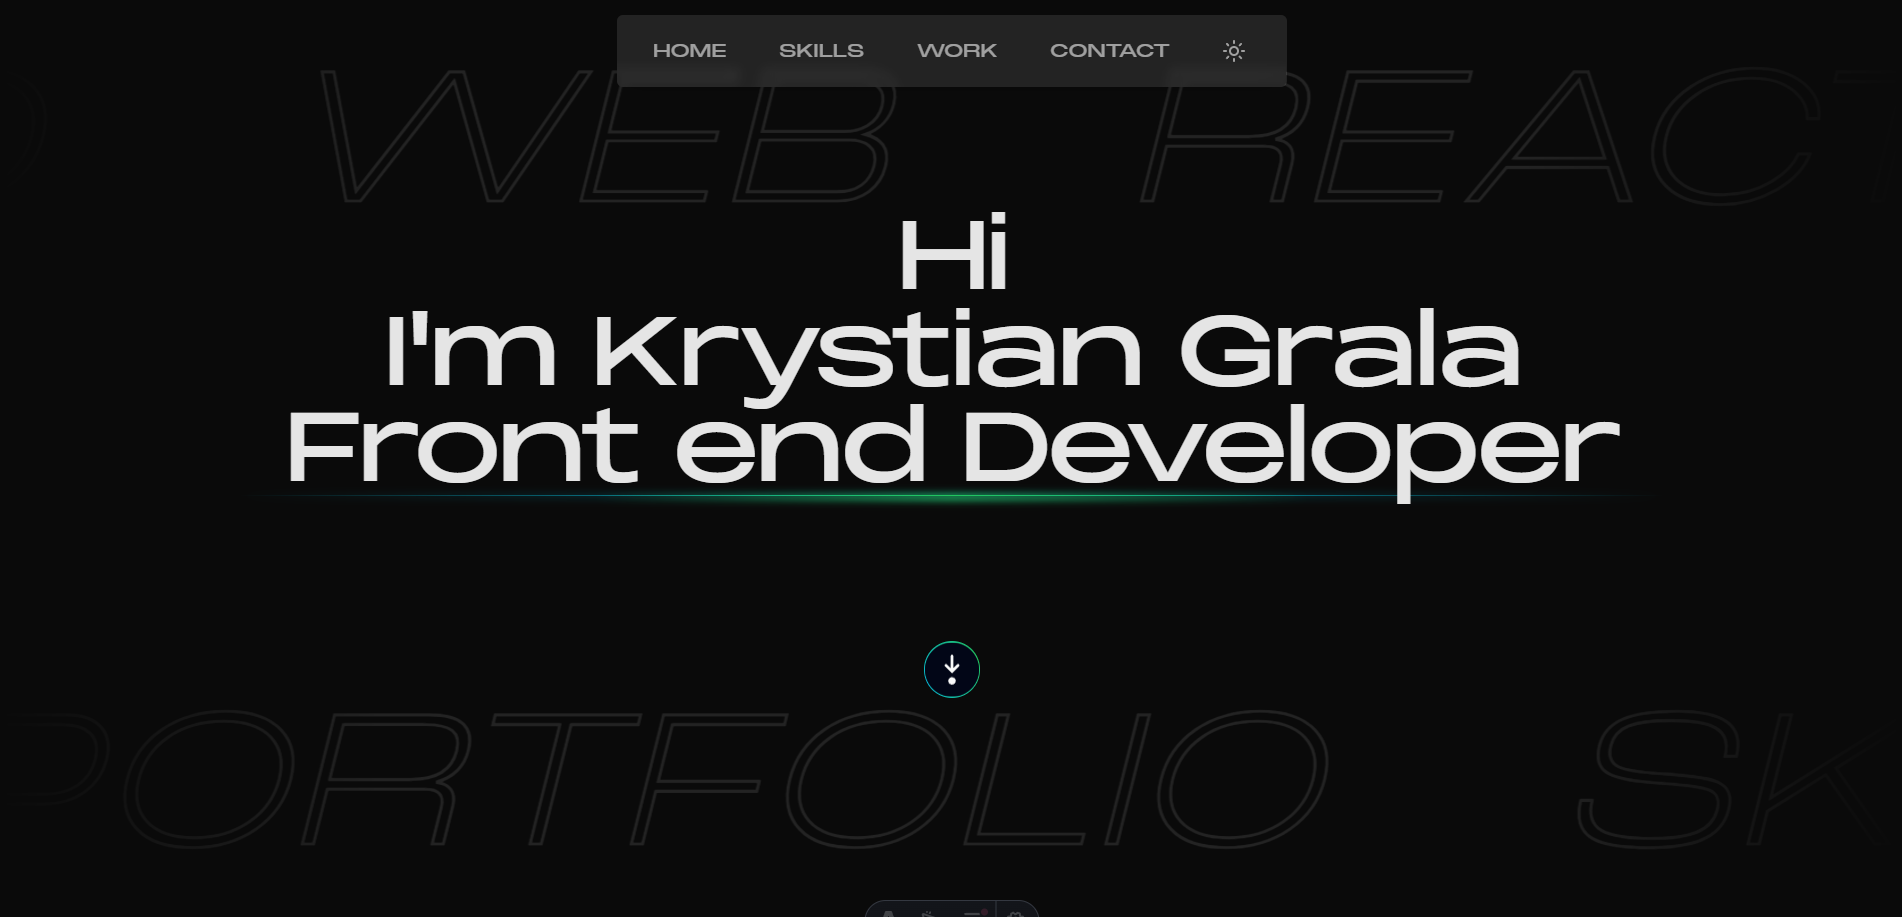 HOME SKILLS WORK CONTACT
WEB REACT
Hi
I'm Krystian Grala
Front end Developer
PORTFOLIO SK